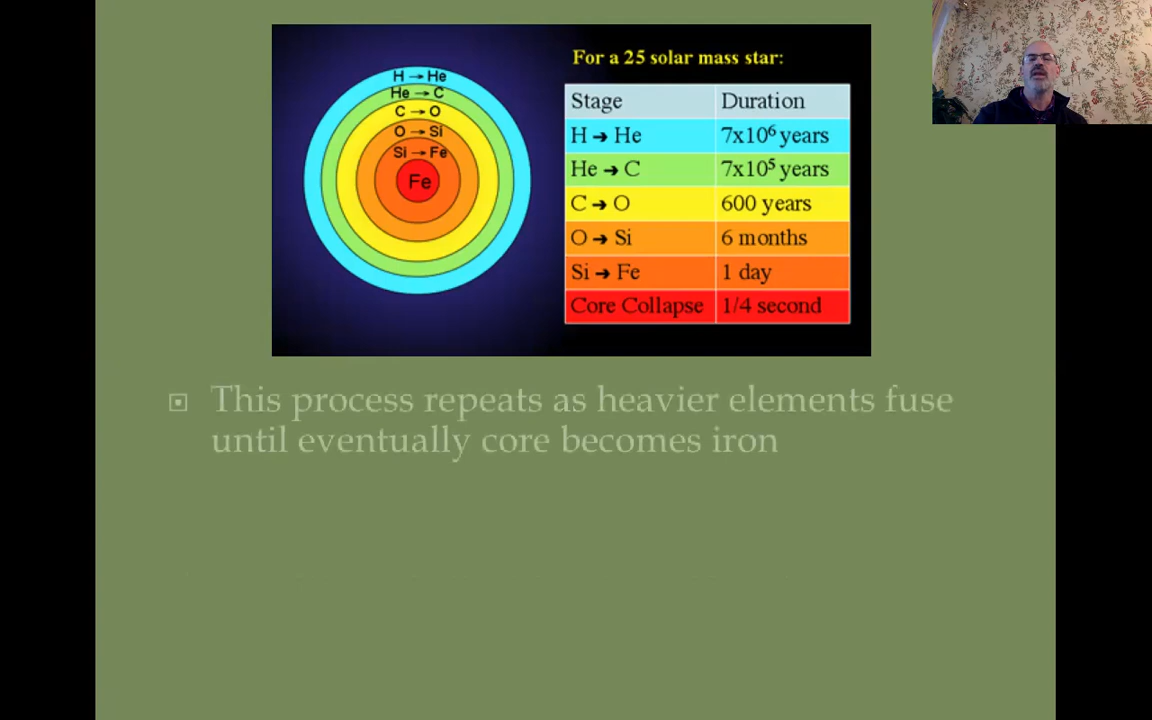 H → He
He → C
C → O
O → Si
Si → Fe
Fe
For a 25 solar mass star:
Stage Duration
H → He 7x10⁶ years
He → C 7x10⁵ years
C → O 600 years
O → Si 6 months
Si → Fe 1 day
Core Collapse 1/4 second
This process repeats as heavier elements fuse
until eventually core becomes iron